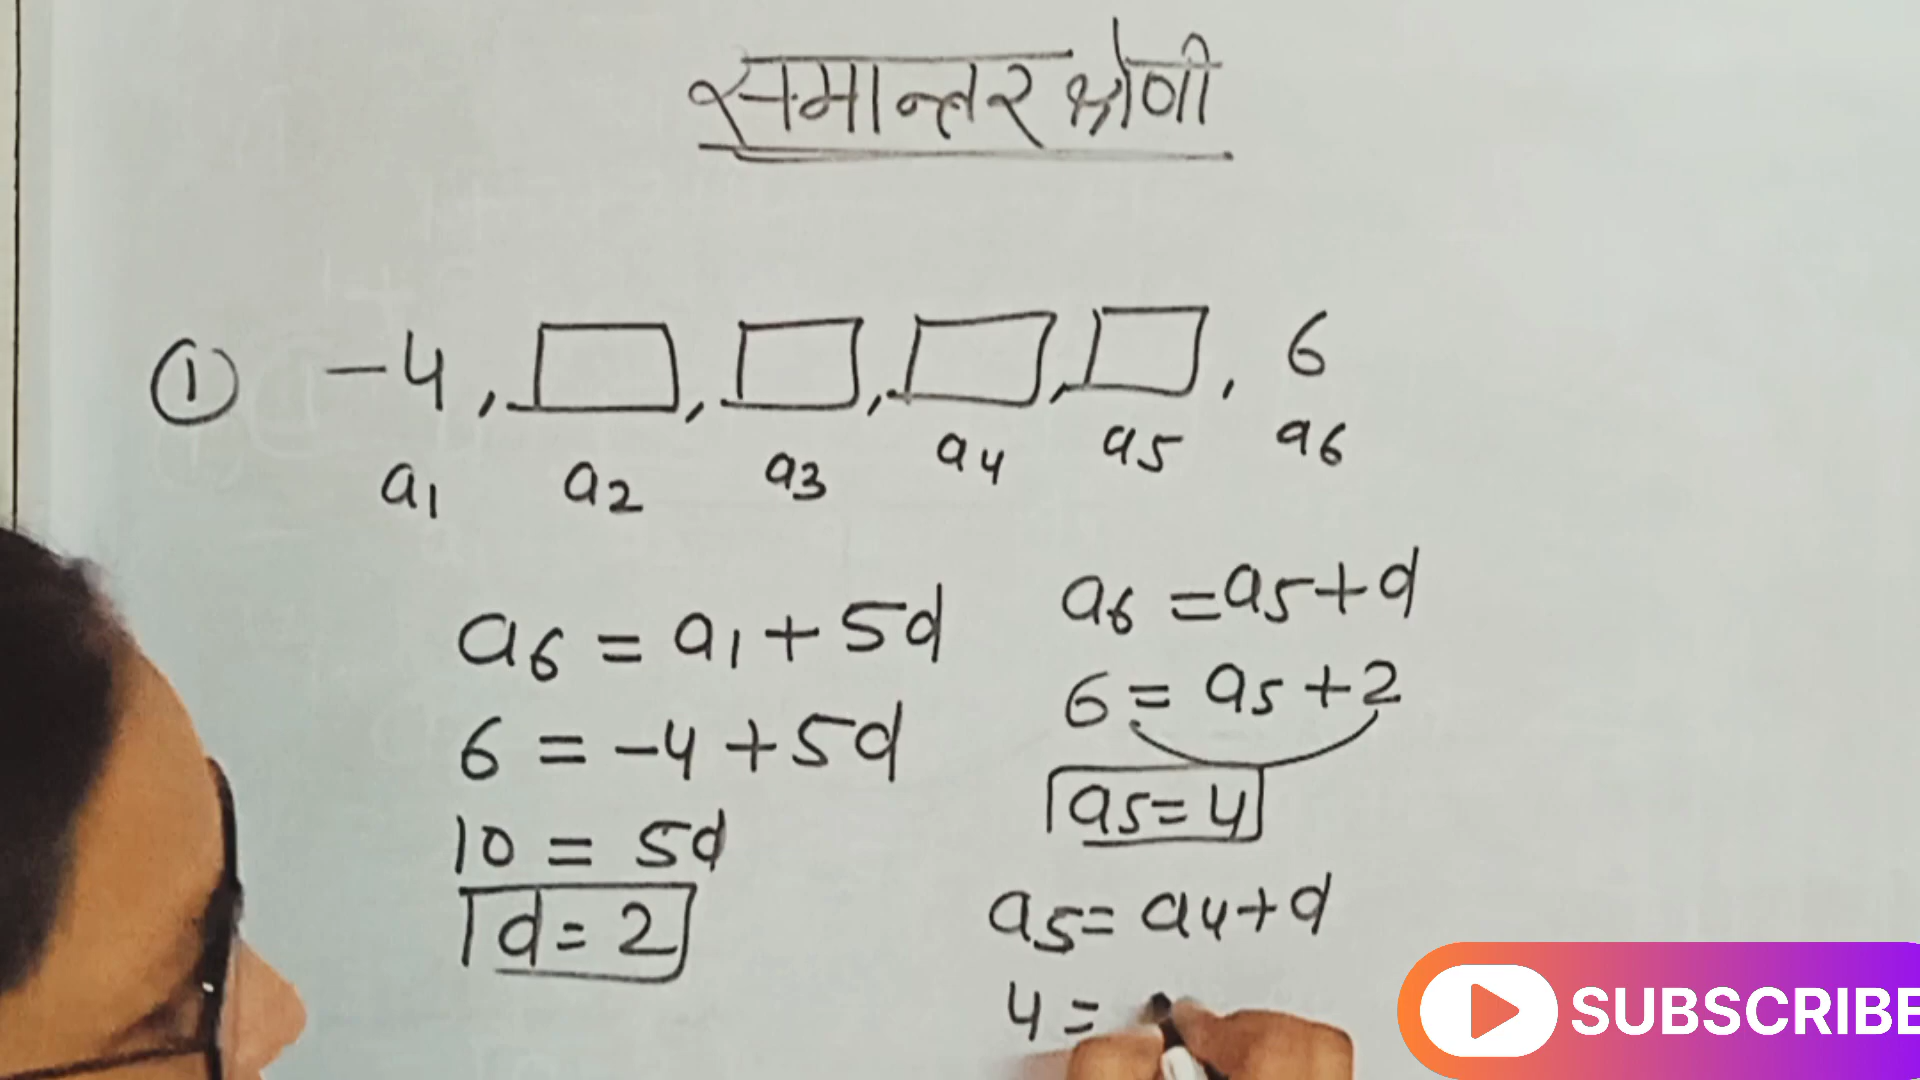 समान्तर श्रेणी
① -4, □, □, □, □, 6
a1 a2 a3 a4 a5 a6
a6 = a1 + 5d
6 = -4 + 5d
10 = 5d
d = 2
a6 = a5 + d
6 = a5 + 2
a5 = 4
a5 = a4 + d
4 =
SUBSCRIBE